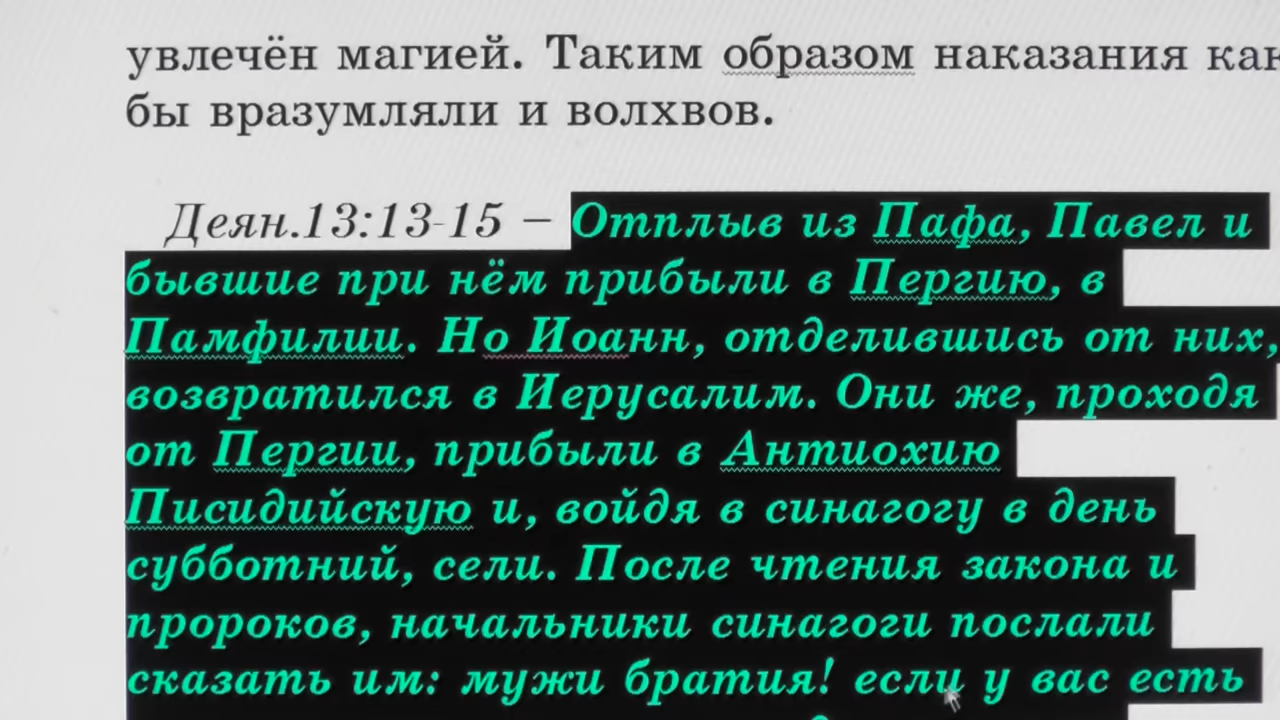 увлечён магией. Таким образом наказания как
бы вразумляли и волхвов.
Деян.13:13-15 – Отплыв из Пафа, Павел и
бывшие при нём прибыли в Пергию, в
Памфилии. Но Иоанн, отделившись от них,
возвратился в Иерусалим. Они же, проходя
от Пергии, прибыли в Антиохию
Писидийскую и, войдя в синагогу в день
субботний, сели. После чтения закона и
пророков, начальники синагоги послали
сказать им: мужи братия! если у вас есть